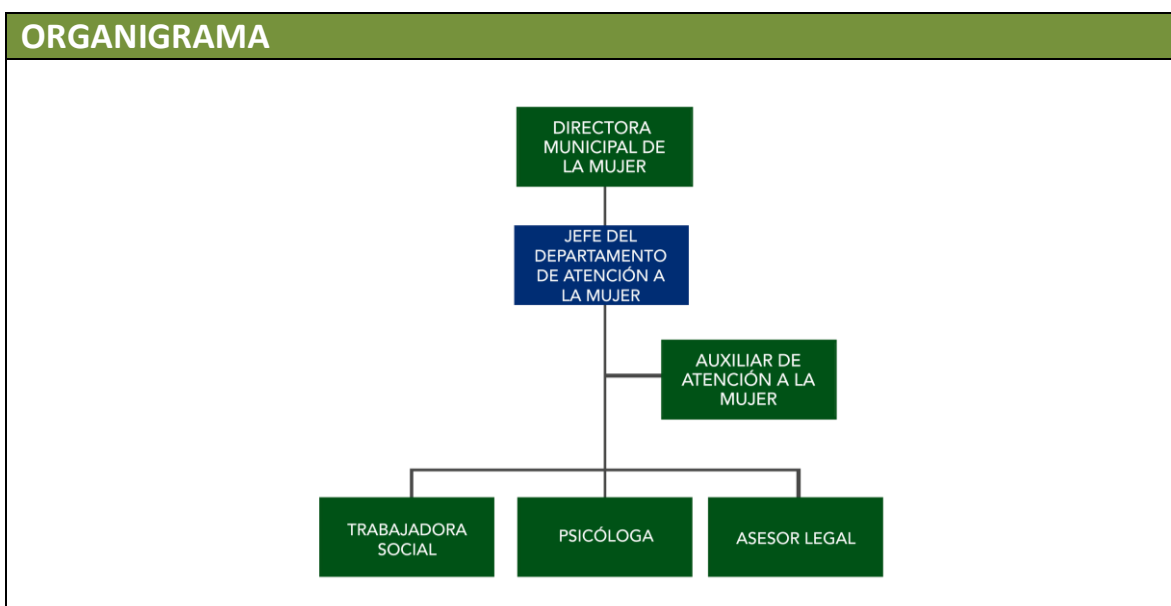 ORGANIGRAMA
DIRECTORA
MUNICIPAL DE
LA MUJER
JEFE DEL
DEPARTAMENTO
DE ATENCIÓN A
LA MUJER
AUXILIAR DE
ATENCIÓN A LA
MUJER
TRABAJADORA
SOCIAL
PSICÓLOGA
ASESOR LEGAL